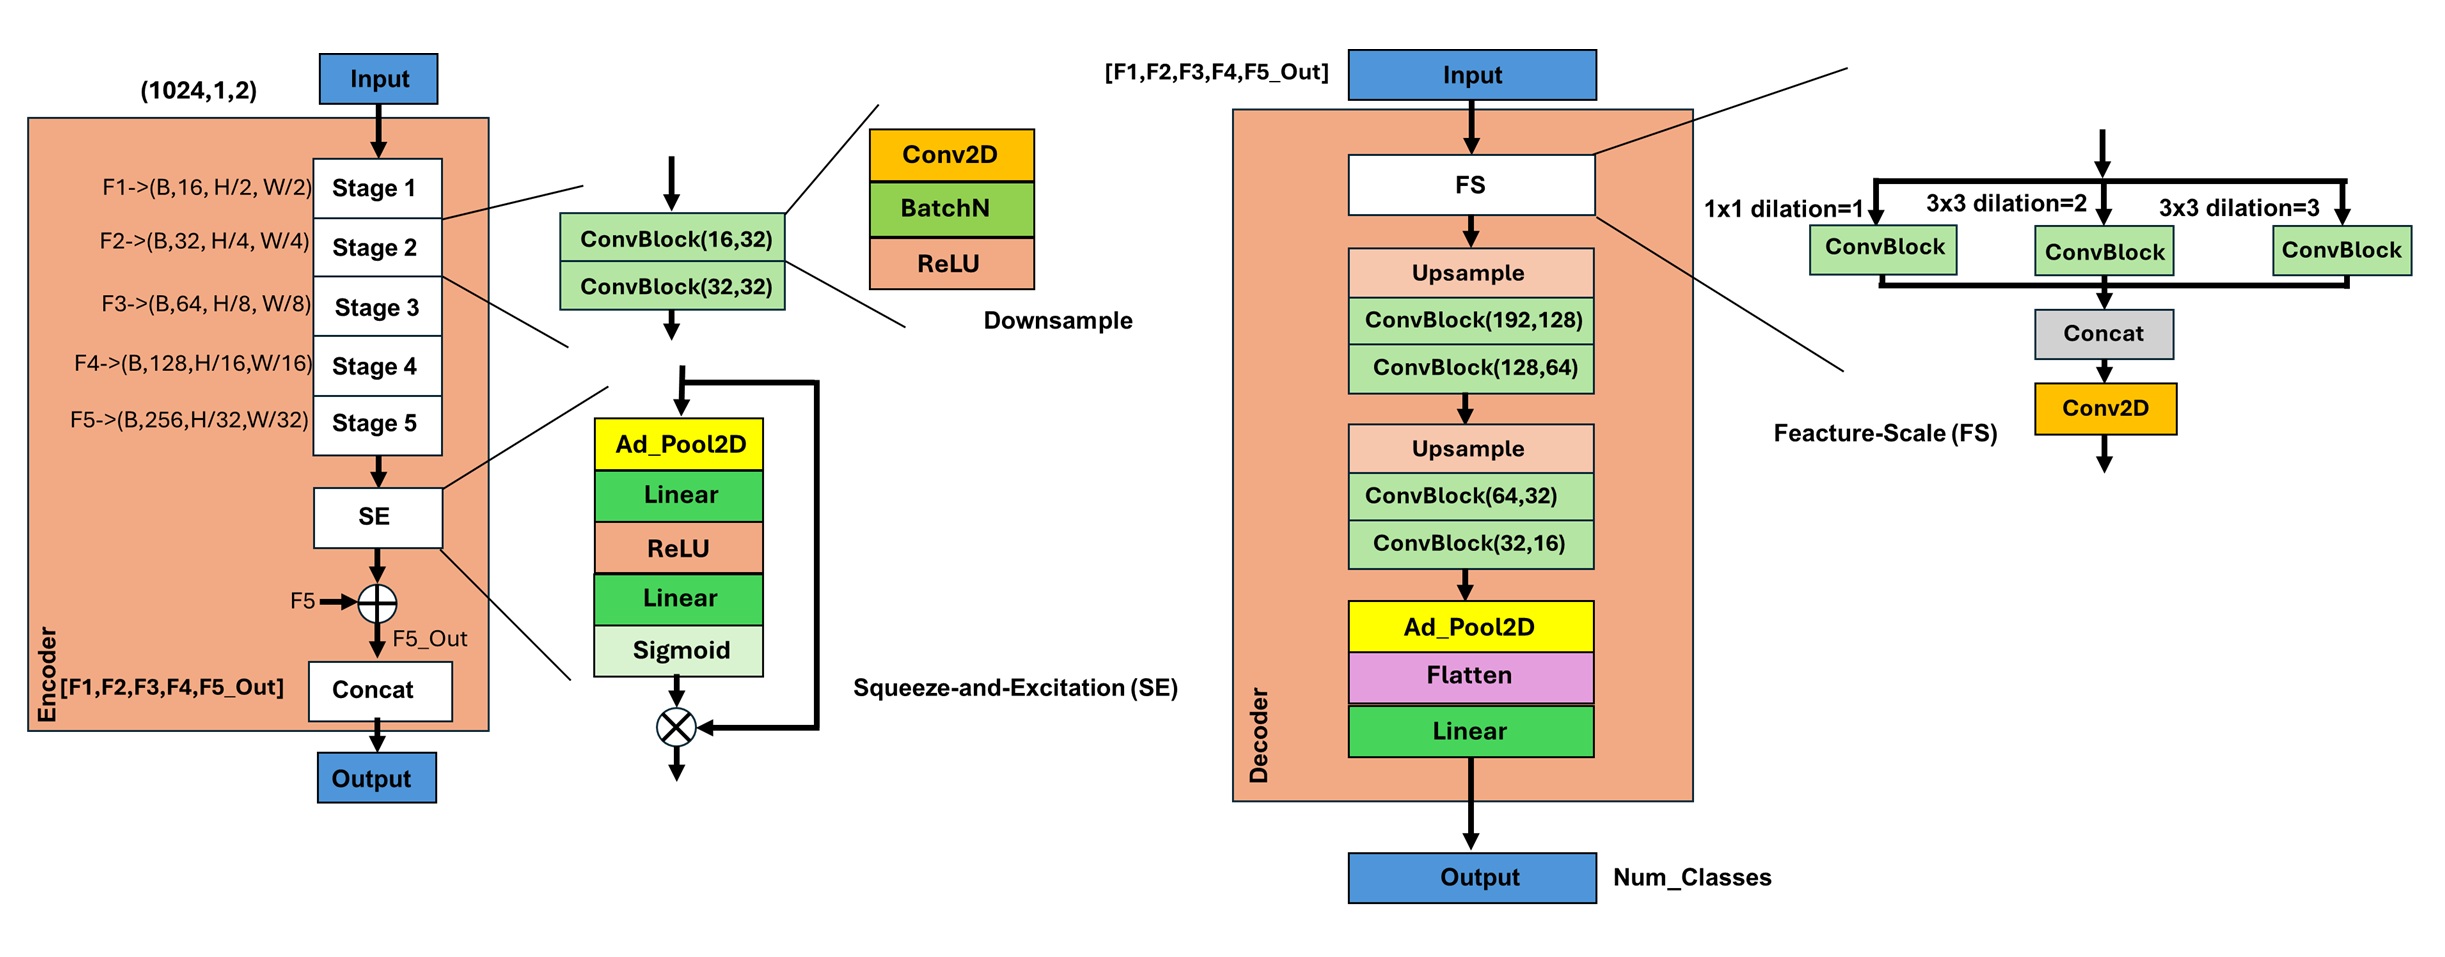 (1024,1,2)
Input
F1->(B,16, H/2, W/2)
Stage 1
F2->(B,32, H/4, W/4)
Stage 2
F3->(B,64, H/8, W/8)
Stage 3
F4->(B,128,H/16,W/16)
Stage 4
F5->(B,256,H/32,W/32)
Stage 5
SE
F5
F5_Out
[F1,F2,F3,F4,F5_Out]
Concat
Encoder
Output
ConvBlock(16,32)
ConvBlock(32,32)
Conv2D
BatchN
ReLU
Downsample
Ad_Pool2D
Linear
ReLU
Linear
Sigmoid
Squeeze-and-Excitation (SE)
[F1,F2,F3,F4,F5_Out]
Input
FS
Upsample
ConvBlock(192,128)
ConvBlock(128,64)
Upsample
ConvBlock(64,32)
ConvBlock(32,16)
Ad_Pool2D
Flatten
Linear
Decoder
Output
Num_Classes
1x1 dilation=1
3x3 dilation=2
3x3 dilation=3
ConvBlock
ConvBlock
ConvBlock
Concat
Conv2D
Feacture-Scale (FS)